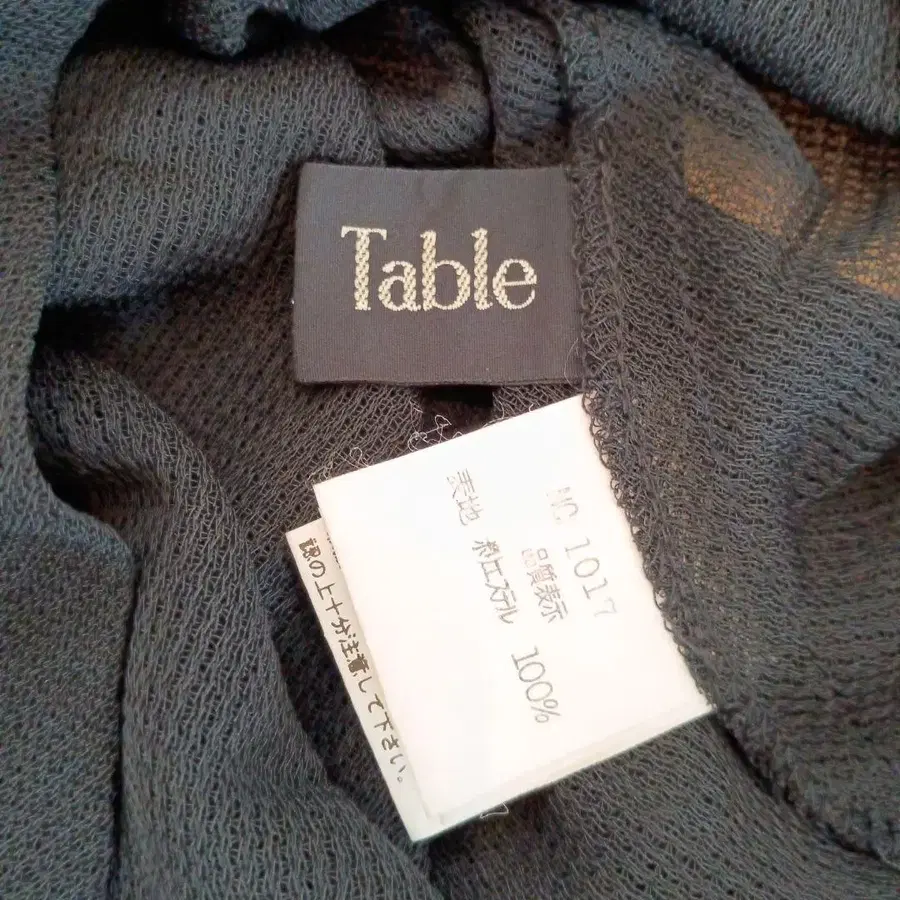 Table
NC 1017
品質表示
表地 ポリエステル 100%
認の上十分注意して下さい。